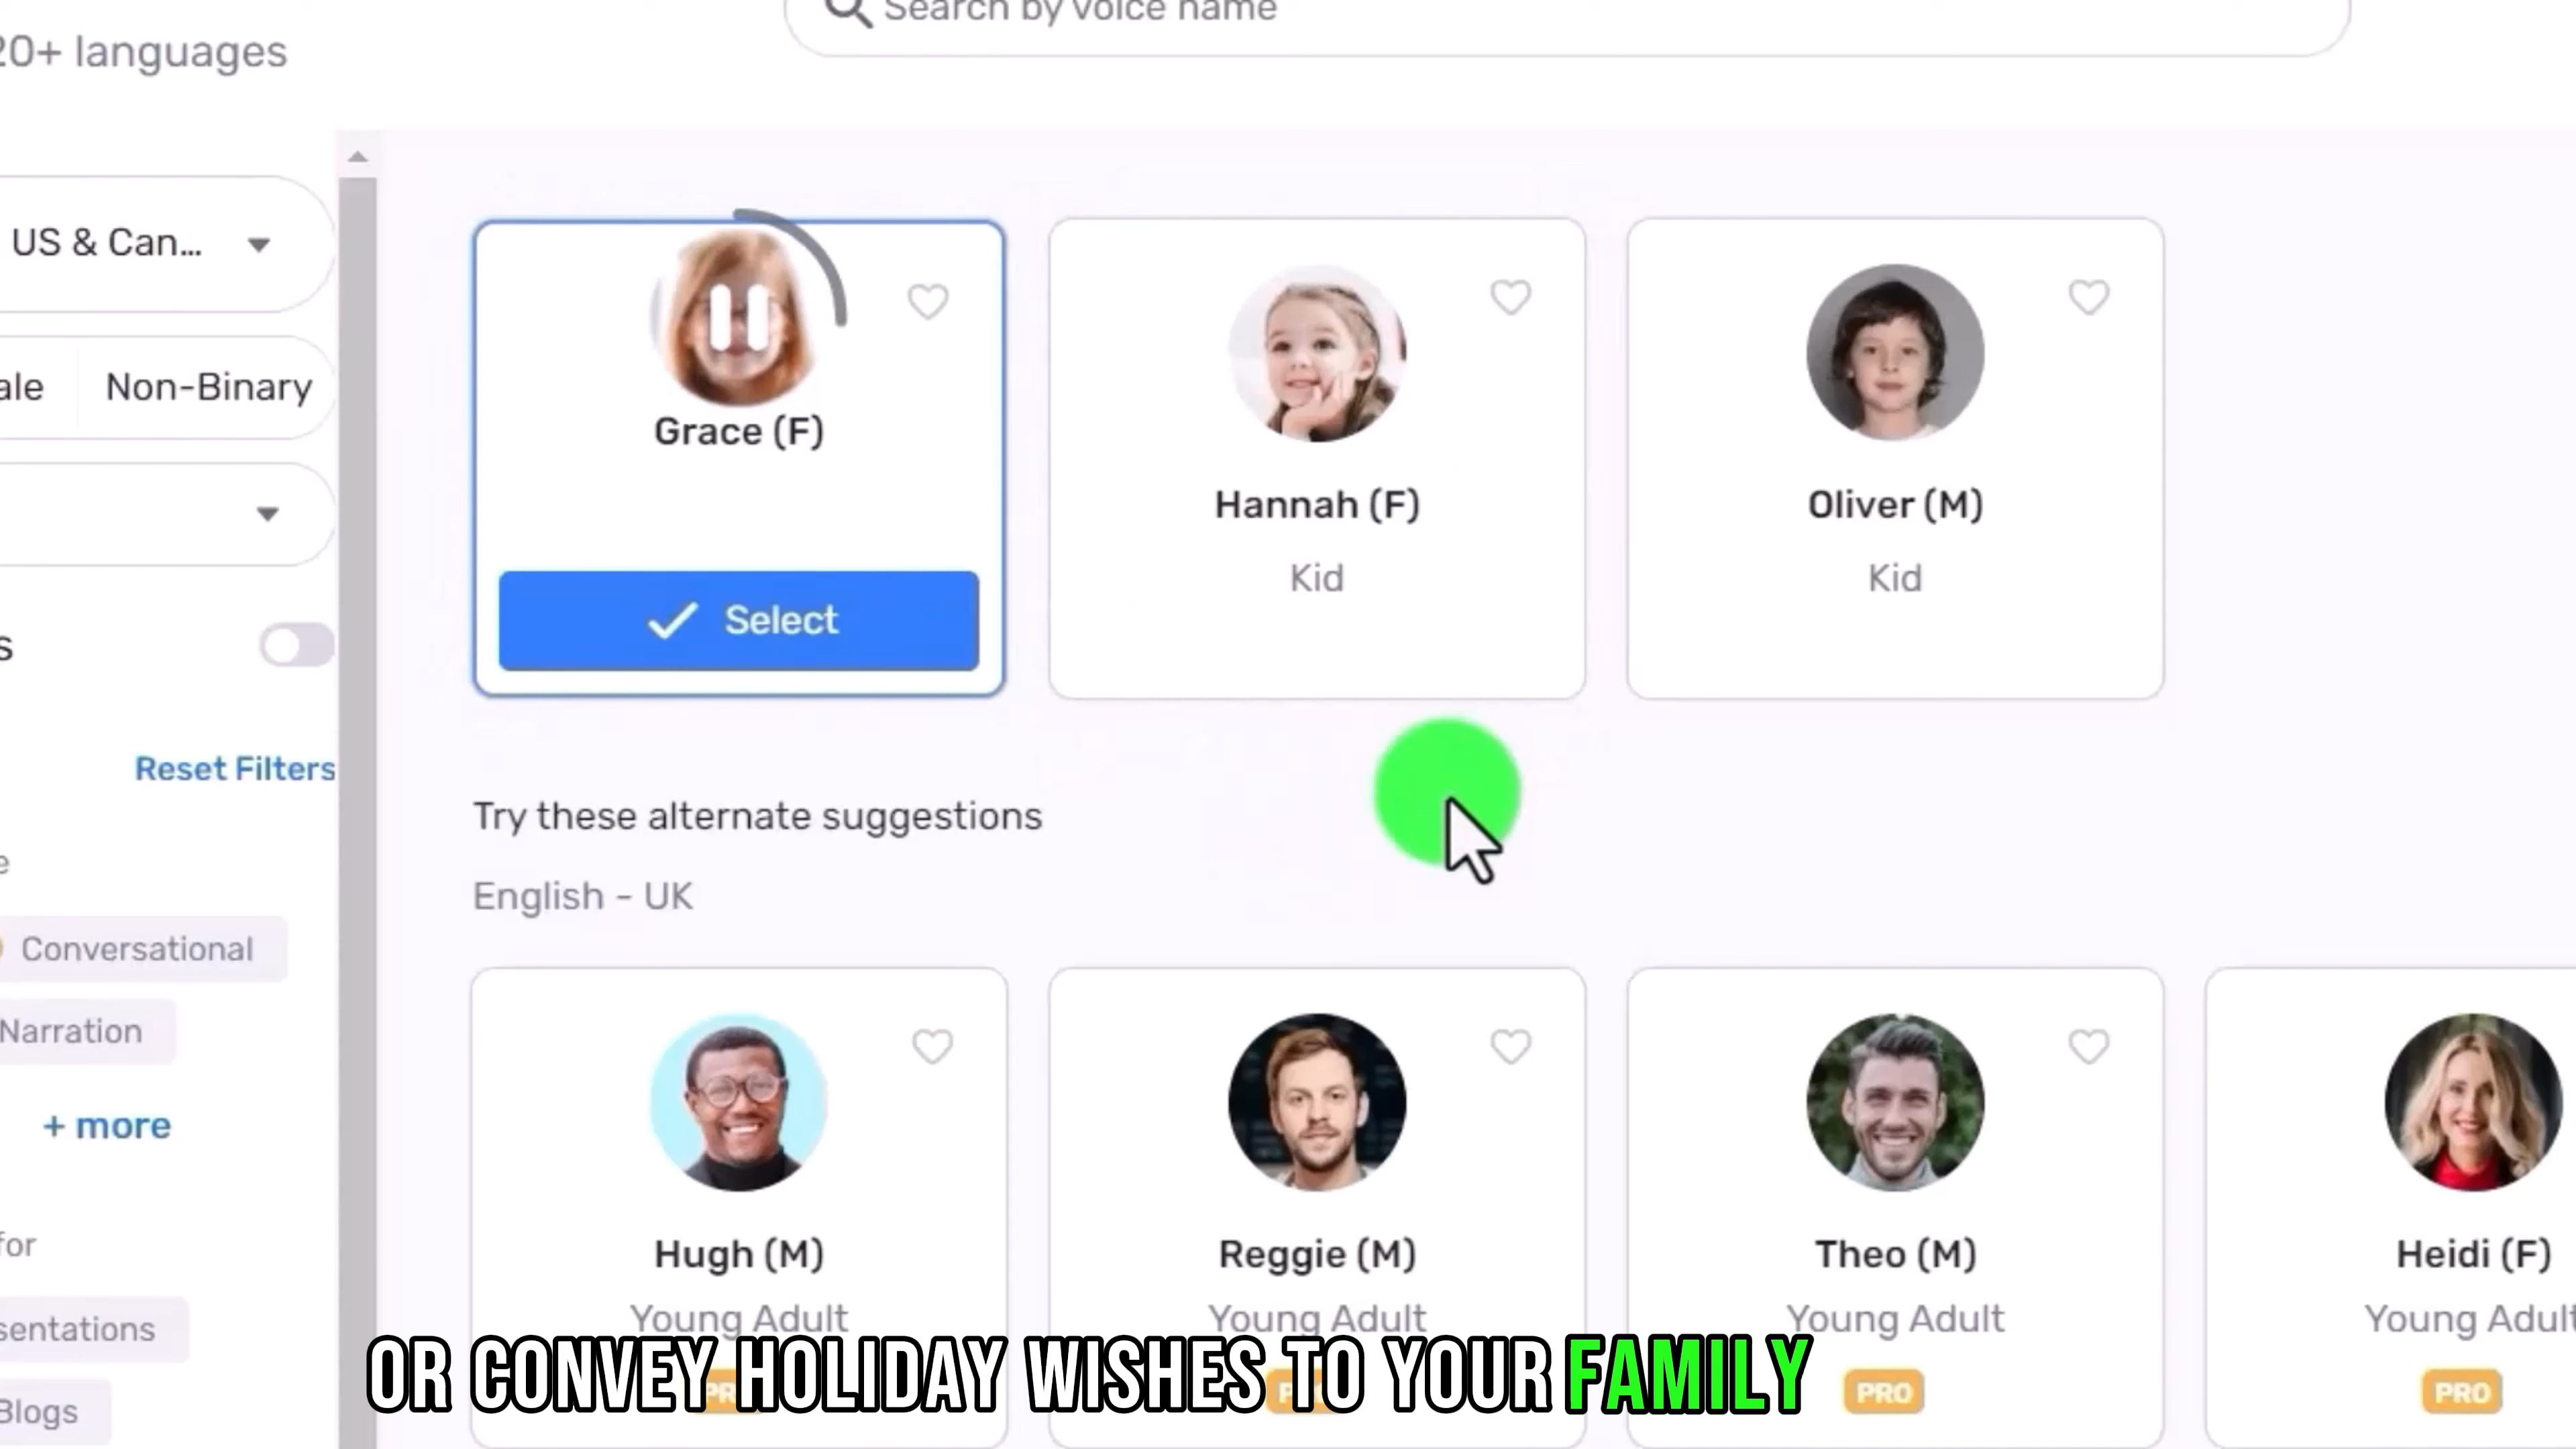 Search by voice name
20+ languages
US & Can...
Non-Binary
Reset Filters
Conversational
Narration
+ more
for
Blogs
Grace (F)
Select
Hannah (F)
Kid
Oliver (M)
Kid
Try these alternate suggestions
English - UK
Hugh (M)
Young Adult
Reggie (M)
Young Adult
Theo (M)
Young Adult
PRO
Heidi (F)
Young Adult
PRO
OR CONVEY HOLIDAY WISHES TO YOUR FAMILY